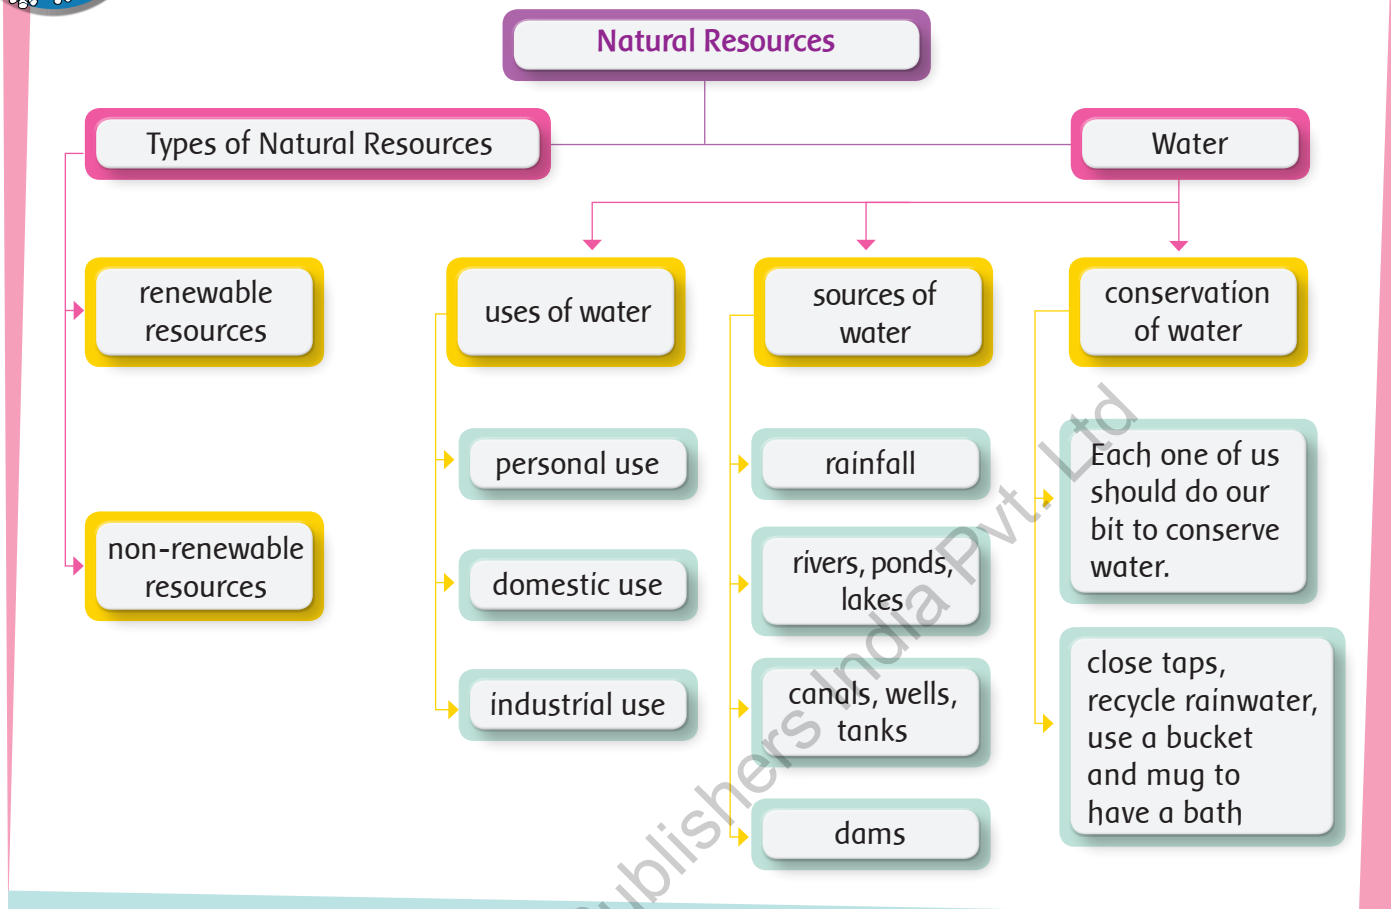 Natural Resources
Types of Natural Resources
Water
renewable
resources
non-renewable
resources
uses of water
personal use
domestic use
industrial use
sources of
water
rainfall
rivers, ponds,
lakes
canals, wells,
tanks
dams
conservation
of water
Each one of us
should do our
bit to conserve
water.
close taps,
recycle rainwater,
use a bucket
and mug to
have a bath
India Pvt. Ltd